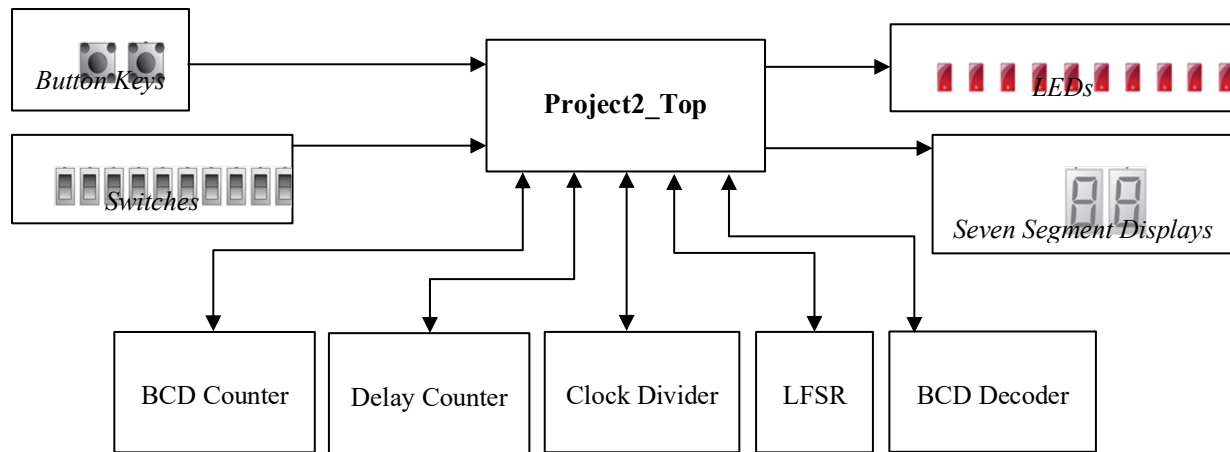 Button Keys
Project2_Top
LEDs
Switches
Seven Segment Displays
BCD Counter
Delay Counter
Clock Divider
LFSR
BCD Decoder